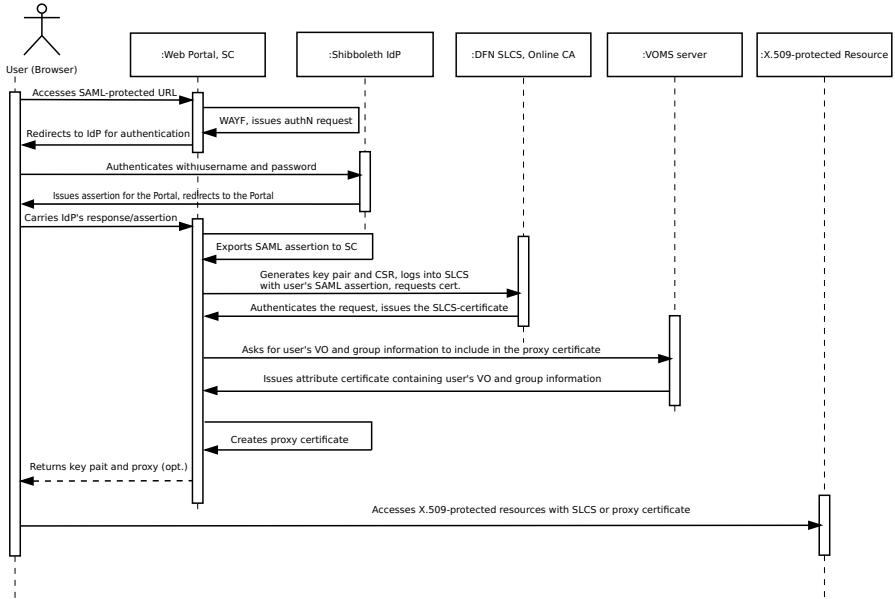 User (Browser)
:Web Portal, SC
:Shibboleth IdP
:DFN SLCS, Online CA
:VOMS server
:X.509-protected Resource
Accesses SAML-protected URL
WAYF, issues authN request
Redirects to IdP for authentication
Authenticates with username and password
Issues assertion for the Portal, redirects to the Portal
Carries IdP's response/assertion
Exports SAML assertion to SC
Generates key pair and CSR, logs into SLCS
with user's SAML assertion, requests cert.
Authenticates the request, issues the SLCS-certificate
Asks for user's VO and group information to include in the proxy certificate
Issues attribute certificate containing user's VO and group information
Creates proxy certificate
Returns key pait and proxy (opt.)
Accesses X.509-protected resources with SLCS or proxy certificate